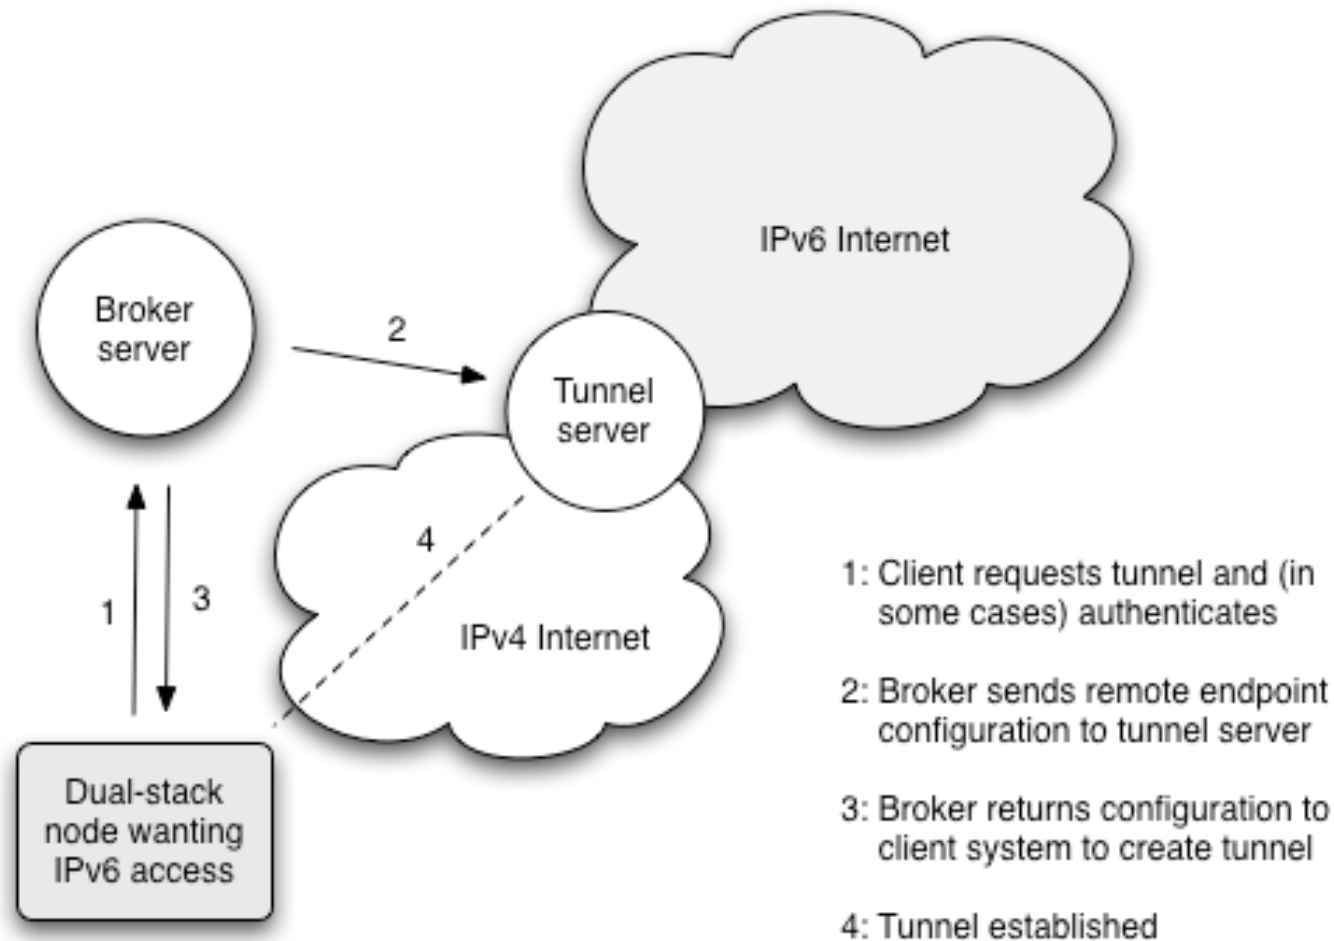 IPv6 Internet
Broker
server
2
Tunnel
server
4
1
3
IPv4 Internet
Dual-stack
node wanting
IPv6 access
1: Client requests tunnel and (in
some cases) authenticates
2: Broker sends remote endpoint
configuration to tunnel server
3: Broker returns configuration to
client system to create tunnel
4: Tunnel established